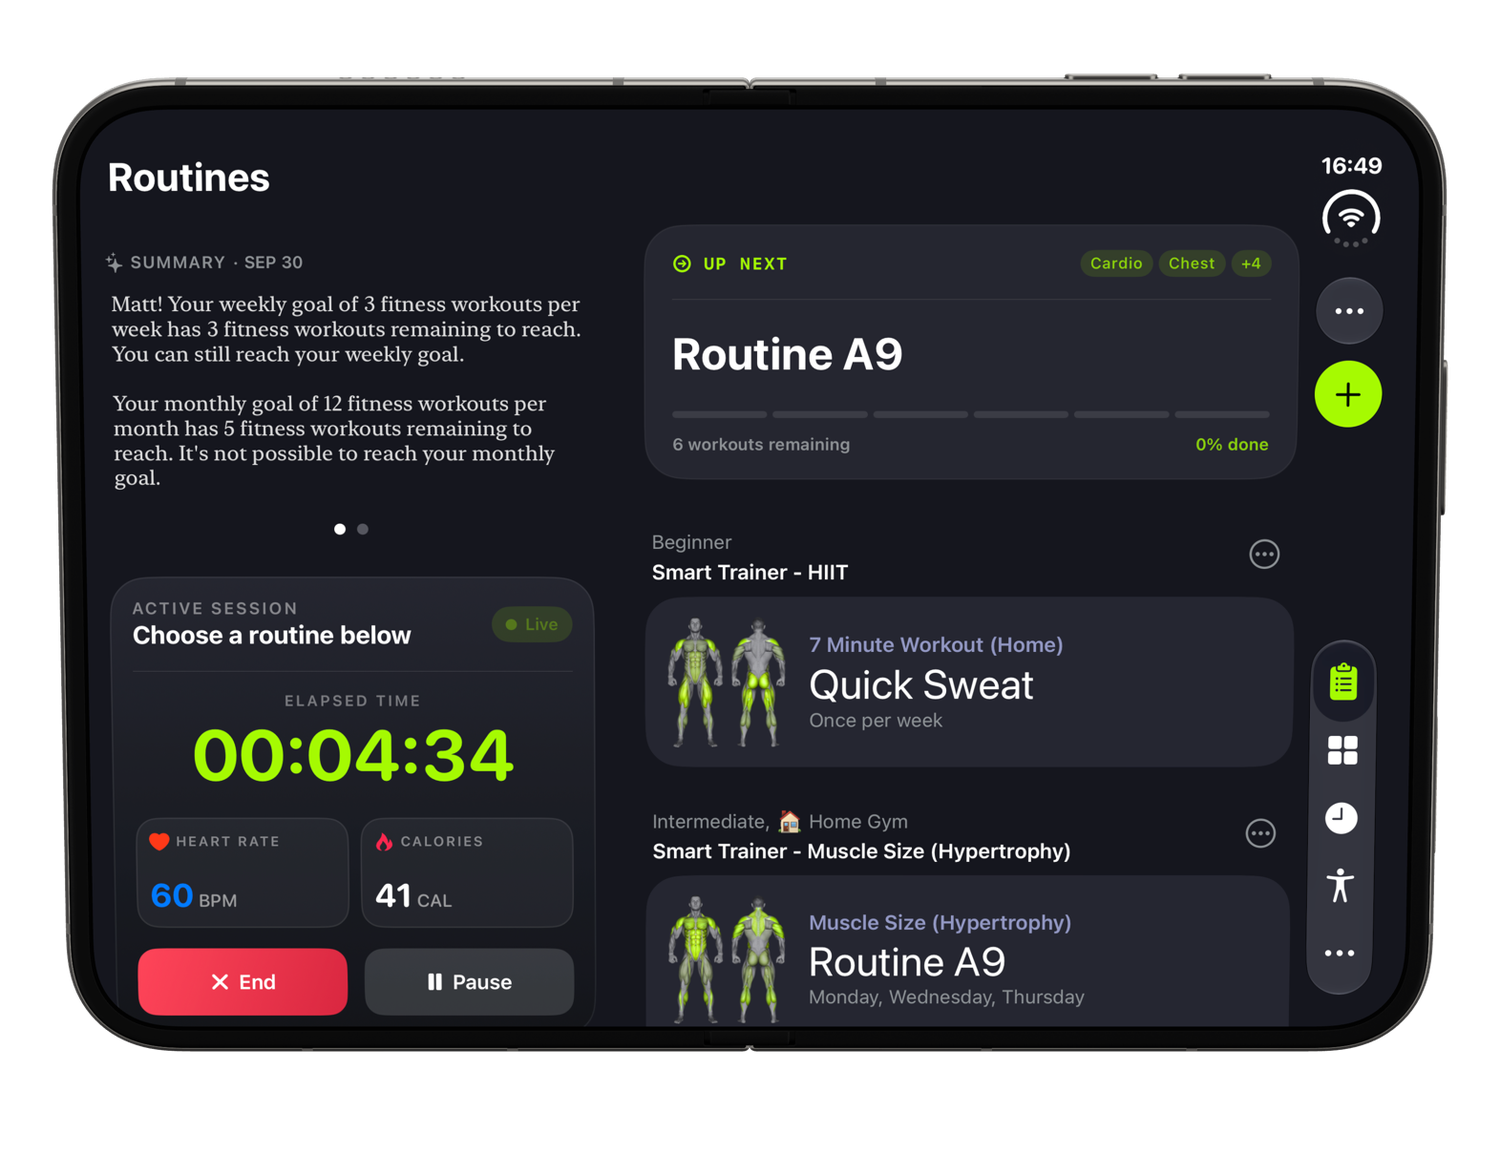 Routines
16:49
SUMMARY · SEP 30
Matt! Your weekly goal of 3 fitness workouts per
week has 3 fitness workouts remaining to reach.
You can still reach your weekly goal.
Your monthly goal of 12 fitness workouts per
month has 5 fitness workouts remaining to
reach. It's not possible to reach your monthly
goal.
ACTIVE SESSION
Choose a routine below
Live
ELAPSED TIME
00:04:34
HEART RATE
60 BPM
CALORIES
41 CAL
End
Pause
UP NEXT
Cardio
Chest
+4
Routine A9
6 workouts remaining
0% done
Beginner
Smart Trainer - HIIT
7 Minute Workout (Home)
Quick Sweat
Once per week
Intermediate, 🏠 Home Gym
Smart Trainer - Muscle Size (Hypertrophy)
Muscle Size (Hypertrophy)
Routine A9
Monday, Wednesday, Thursday